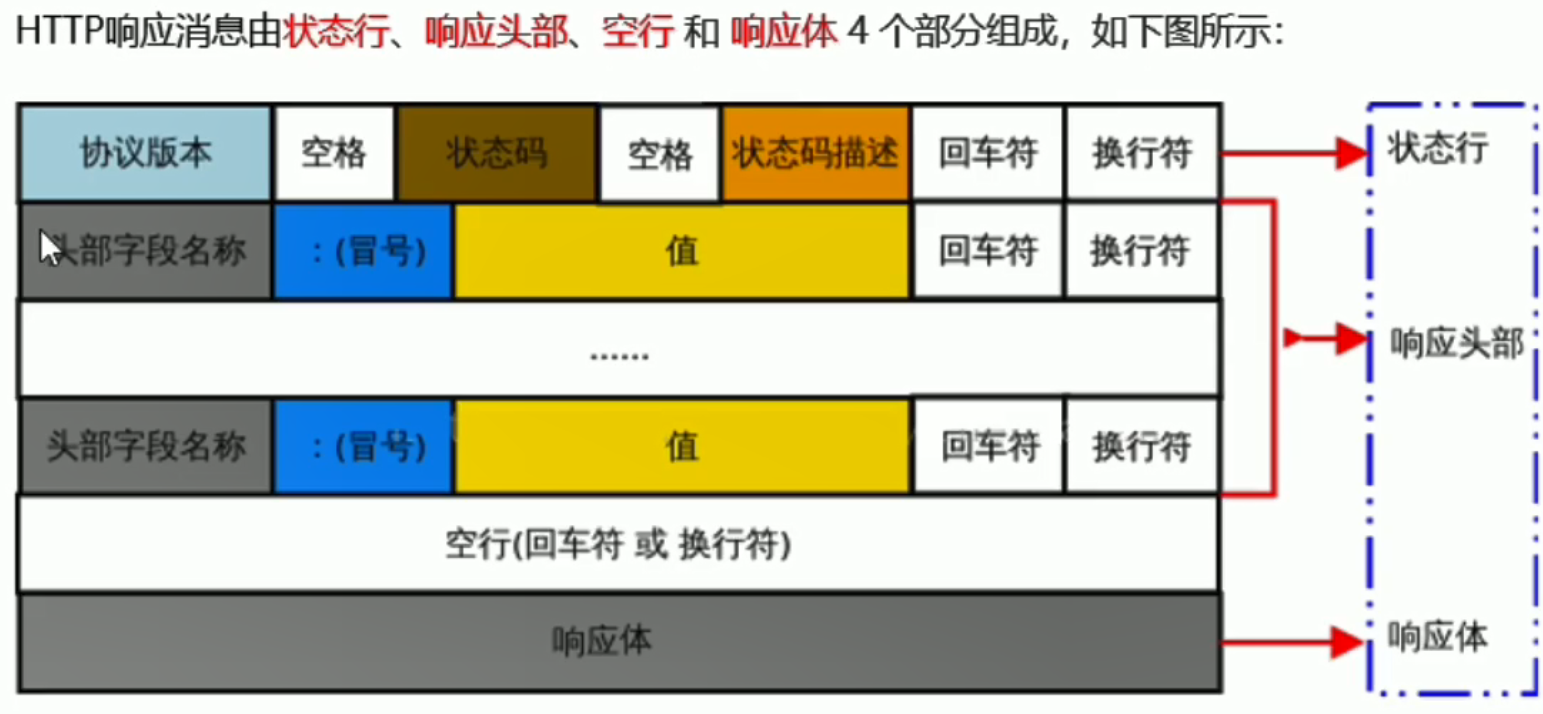 HTTP响应消息由状态行、响应头部、空行 和 响应体 4 个部分组成，如下图所示：
协议版本 空格 状态码 空格 状态码描述 回车符 换行符 状态行
头部字段名称 ：(冒号) 值 回车符 换行符
...... 响应头部
头部字段名称 ：(冒号) 值 回车符 换行符
空行(回车符 或 换行符)
响应体 响应体